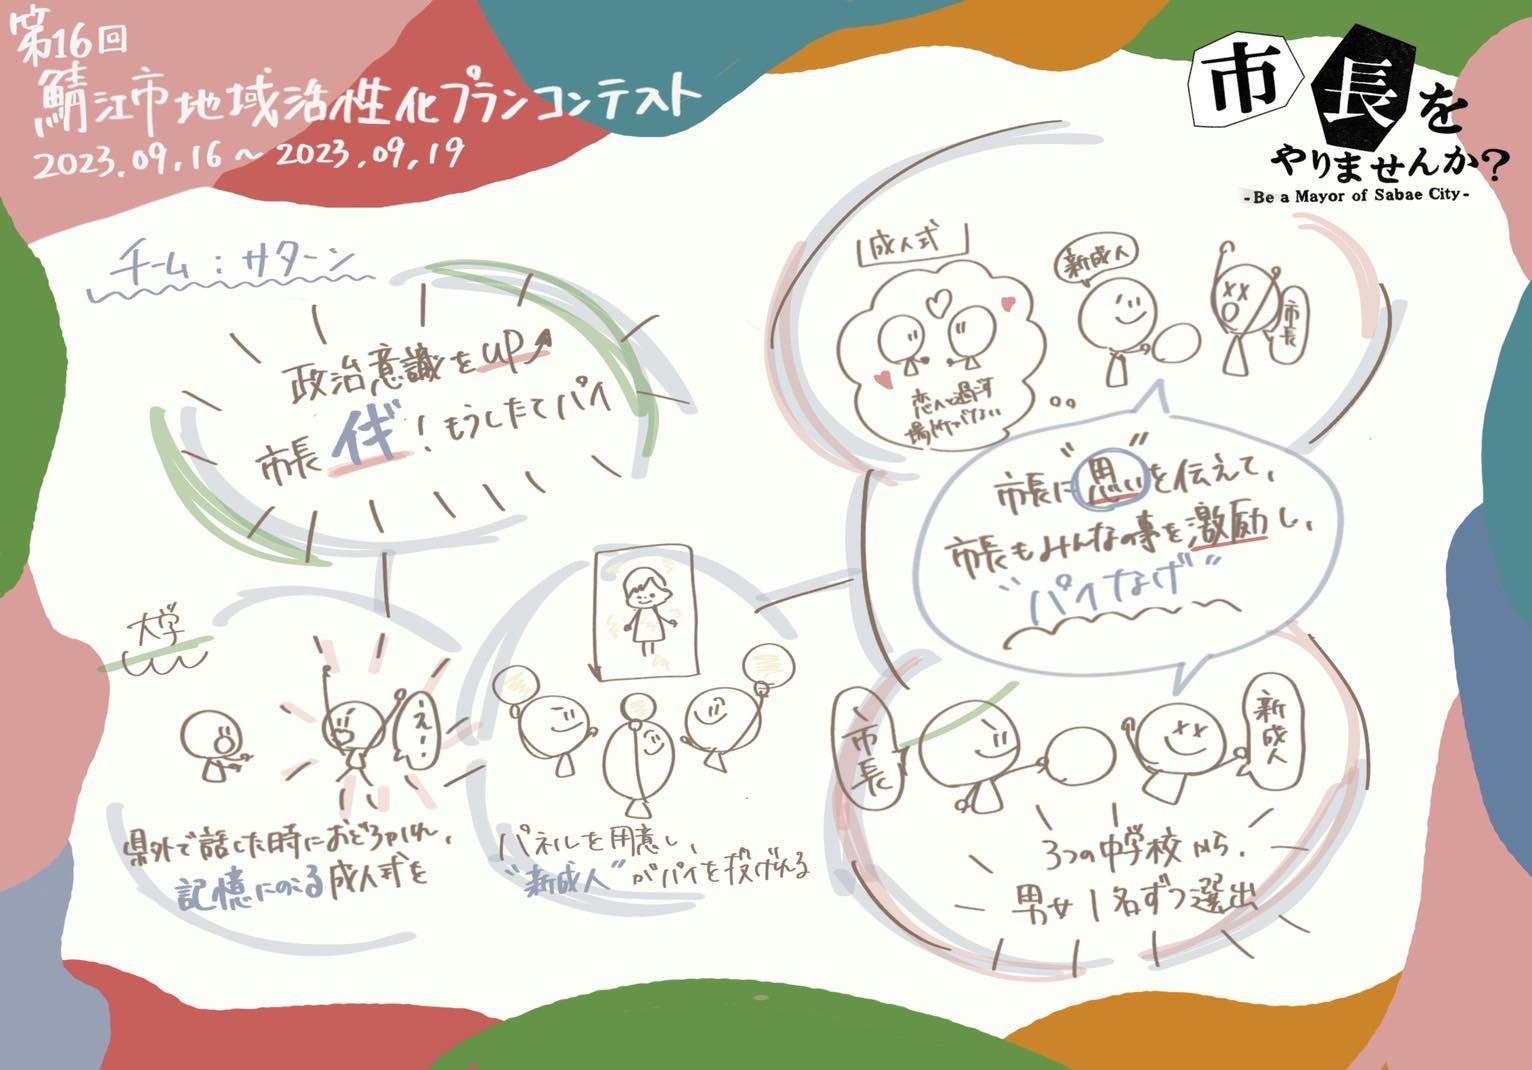 第16回
鯖江市地域活性化プランコンテスト
2023.09.16～2023.09.19
市長を
やりませんか？
-Be a Mayor of Sabae City-
チーム：サターン
政治意識をUP
市長 ！もうしたてパイ
成人式
恋人と過ごす
場所がない
新成人
市長
市長に"思い"を伝えて、
市長もみんなの事を激励し、
"パイなげ"
大学
え！
県外で話した時におどろかれ、
記憶にのこる成人式を
パネルを用意し、
"新成人"がパイを投げる
市長
新成人
3つの中学校から、
男女1名ずつ選出